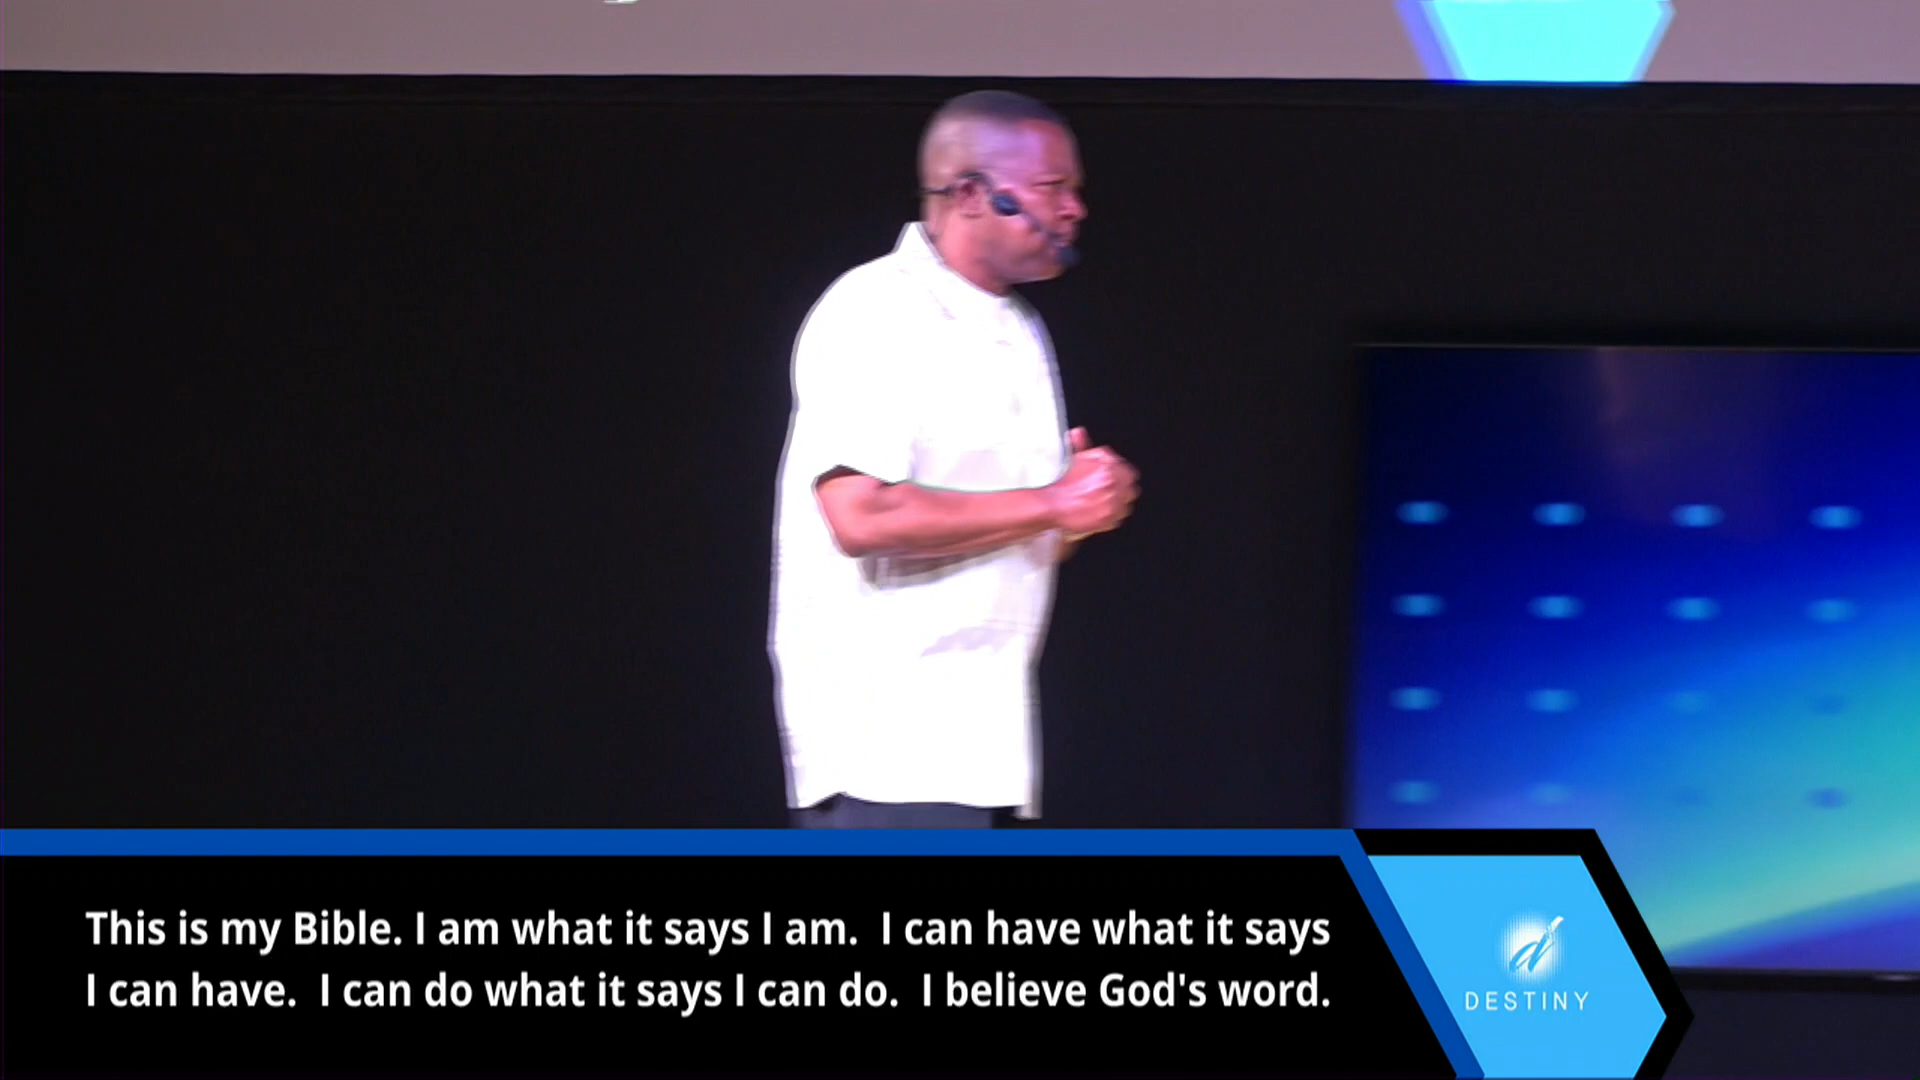 This is my Bible. I am what it says I am.  I can have what it says
I can have.  I can do what it says I can do.  I believe God's word.
d
DESTINY